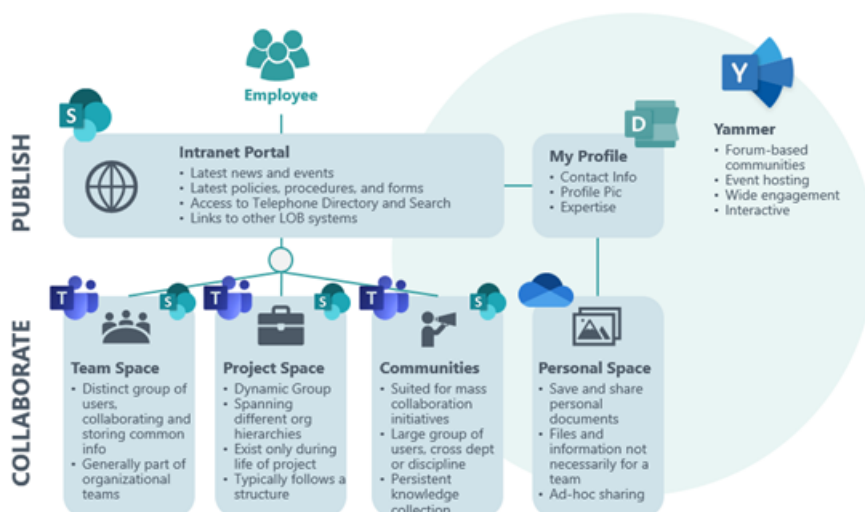 Employee
S
D
Y
PUBLISH
Intranet Portal
• Latest news and events
• Latest policies, procedures, and forms
• Access to Telephone Directory and Search
• Links to other LOB systems
My Profile
• Contact Info
• Profile Pic
• Expertise
Yammer
• Forum-based
communities
• Event hosting
• Wide engagement
• Interactive
COLLABORATE
T
S
T
S
T
S
Team Space
• Distinct group of
users,
collaborating and
storing common
info
• Generally part of
organizational
teams
Project Space
• Dynamic Group
• Spanning
different org
hierarchies
• Exist only during
life of project
• Typically follows a
structure
Communities
• Suited for mass
collaboration
initiatives
• Large group of
users, cross dept
or discipline
• Persistent
knowledge
collection
Personal Space
• Save and share
personal
documents
• Files and
information not
necessarily for a
team
• Ad-hoc sharing